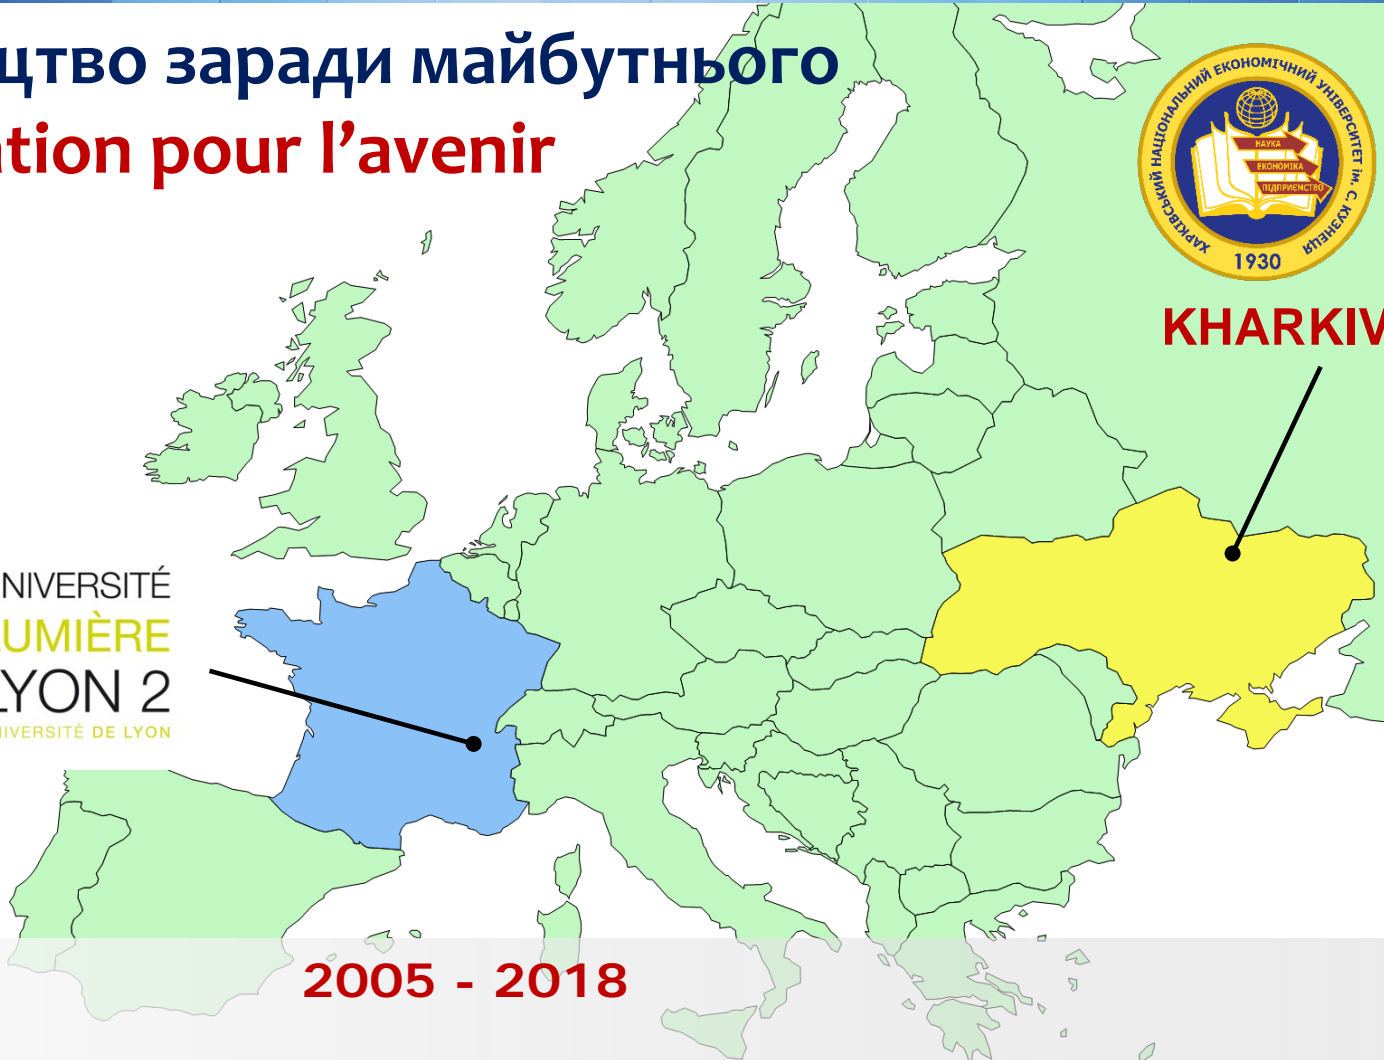 цтво заради майбутнього
ation pour l’avenir
ХАРКІВСЬКИЙ НАЦІОНАЛЬНИЙ ЕКОНОМІЧНИЙ УНІВЕРСИТЕТ ім. С. КУЗНЕЦЯ
НАУКА
ЕКОНОМІКА
ПІДПРИЄМСТВО
1930
KHARKIV
NIVERSITÉ
UMIÈRE
LYON 2
NIVERSITÉ DE LYON
2005 - 2018